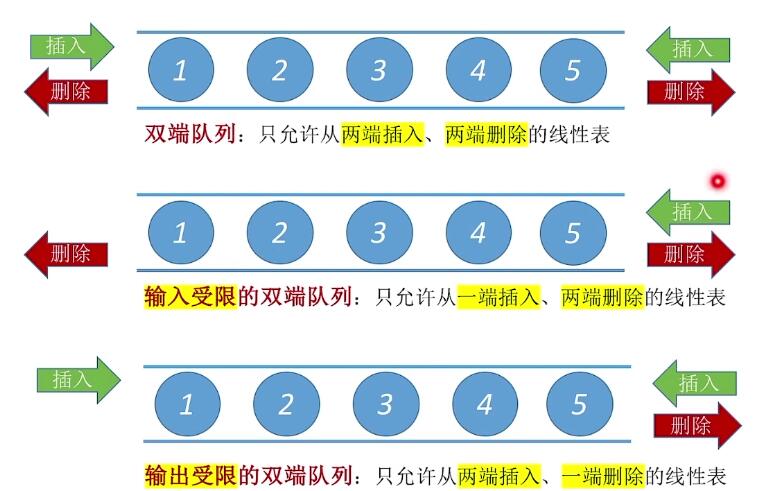 插入 插入
1 2 3 4 5
删除 删除
双端队列：只允许从两端插入、两端删除的线性表
插入
1 2 3 4 5
删除 删除
输入受限的双端队列：只允许从一端插入、两端删除的线性表
插入 插入
1 2 3 4 5
删除
输出受限的双端队列：只允许从两端插入、一端删除的线性表